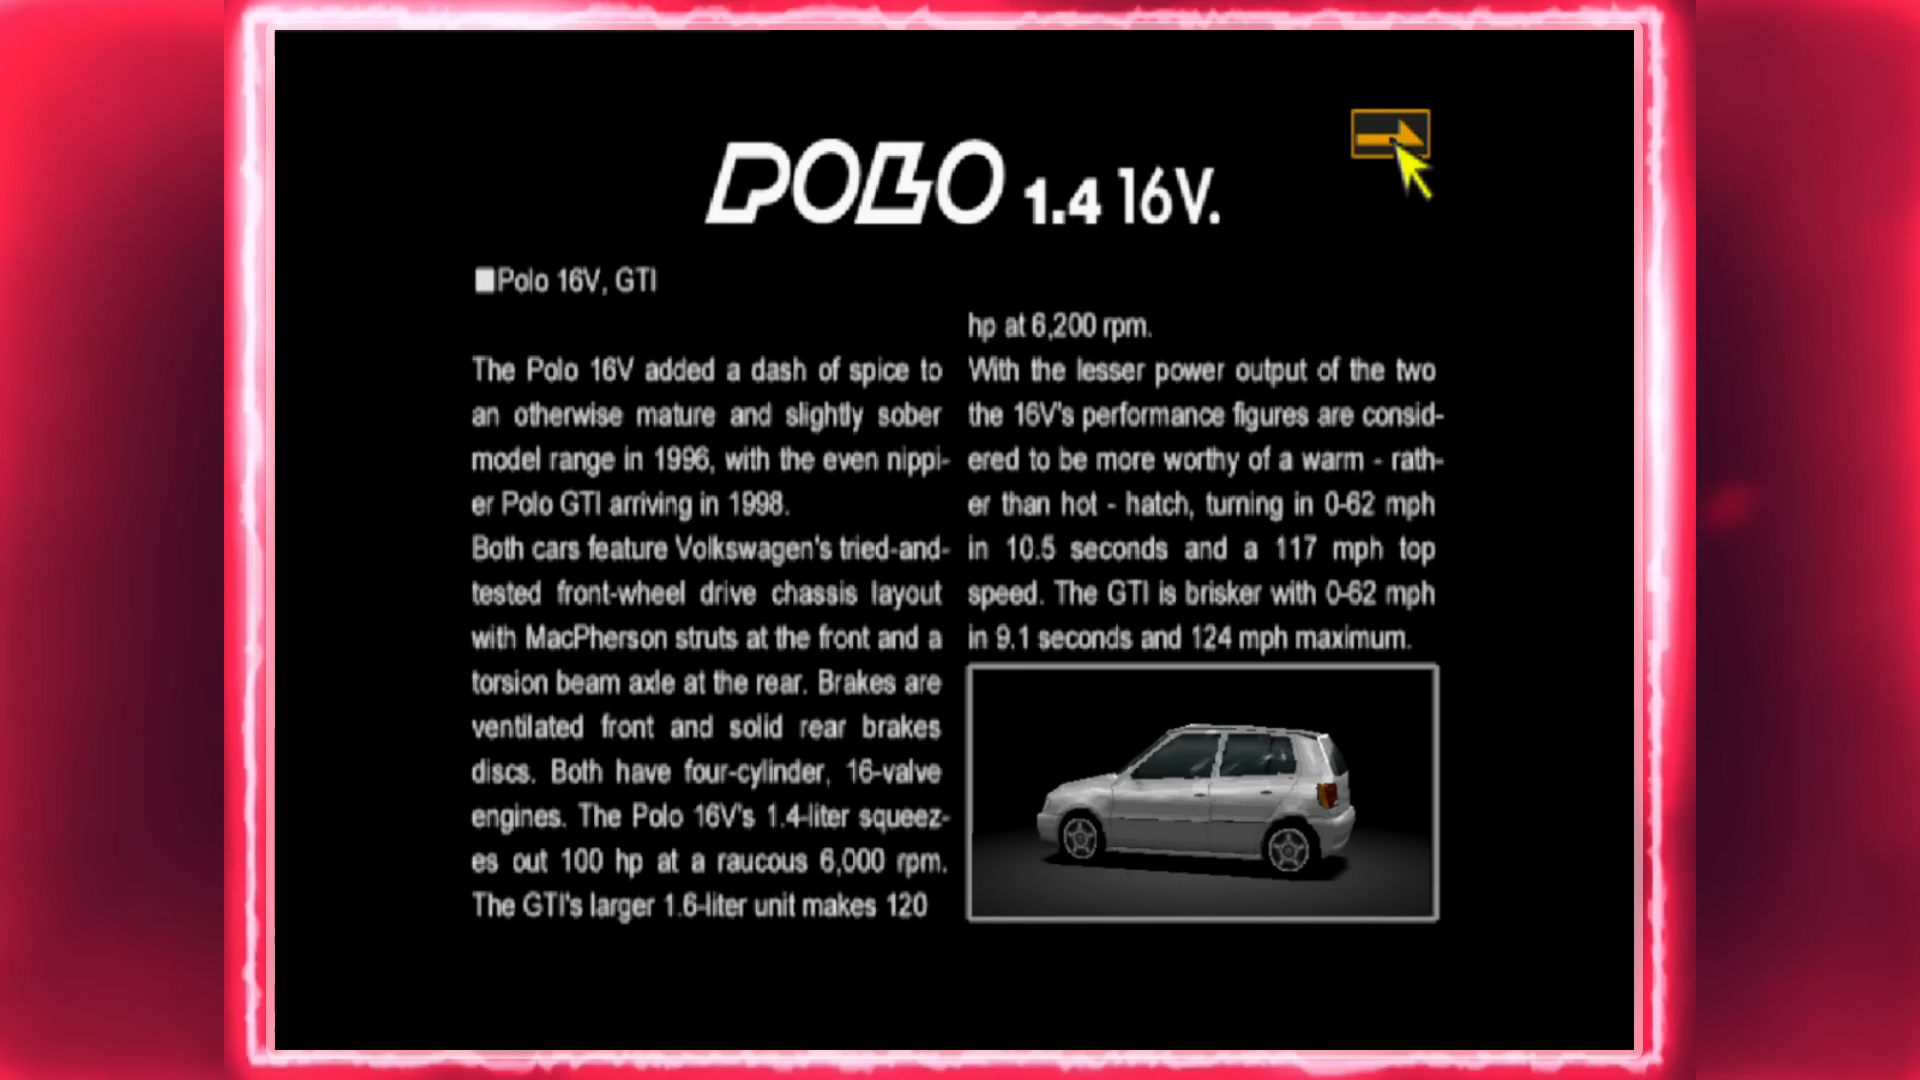 POLO 1.4 16V.
■Polo 16V, GTI
The Polo 16V added a dash of spice to
an otherwise mature and slightly sober
model range in 1996, with the even nippi-
er Polo GTI arriving in 1998.
Both cars feature Volkswagen's tried-and-
tested front-wheel drive chassis layout
with MacPherson struts at the front and a
torsion beam axle at the rear. Brakes are
ventilated front and solid rear brakes
discs. Both have four-cylinder, 16-valve
engines. The Polo 16V's 1.4-liter squeez-
es out 100 hp at a raucous 6,000 rpm.
The GTI's larger 1.6-liter unit makes 120
hp at 6,200 rpm.
With the lesser power output of the two
the 16V's performance figures are consid-
ered to be more worthy of a warm - rath-
er than hot - hatch, turning in 0-62 mph
in 10.5 seconds and a 117 mph top
speed. The GTI is brisker with 0-62 mph
in 9.1 seconds and 124 mph maximum.